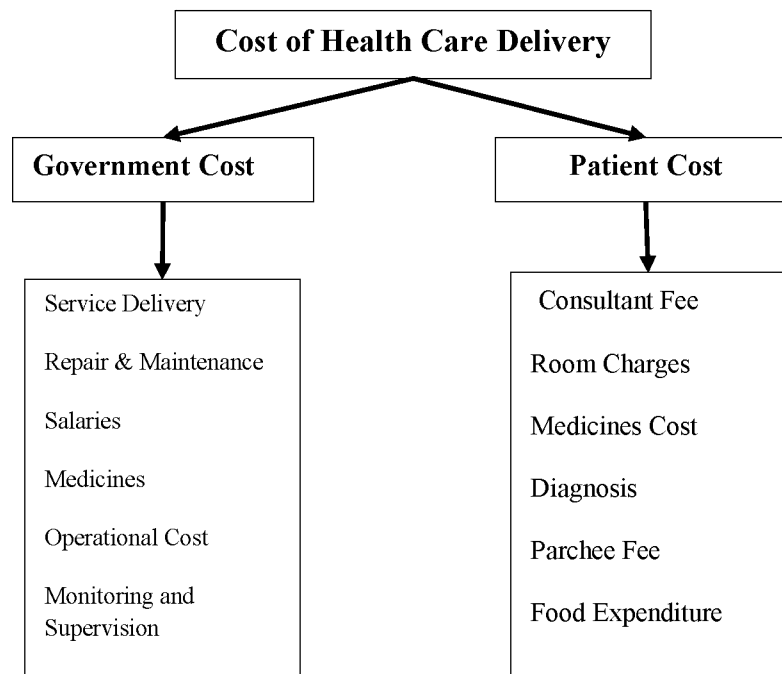 Cost of Health Care Delivery
Government Cost
Patient Cost
Service Delivery
Repair & Maintenance
Salaries
Medicines
Operational Cost
Monitoring and
Supervision
Consultant Fee
Room Charges
Medicines Cost
Diagnosis
Parchee Fee
Food Expenditure